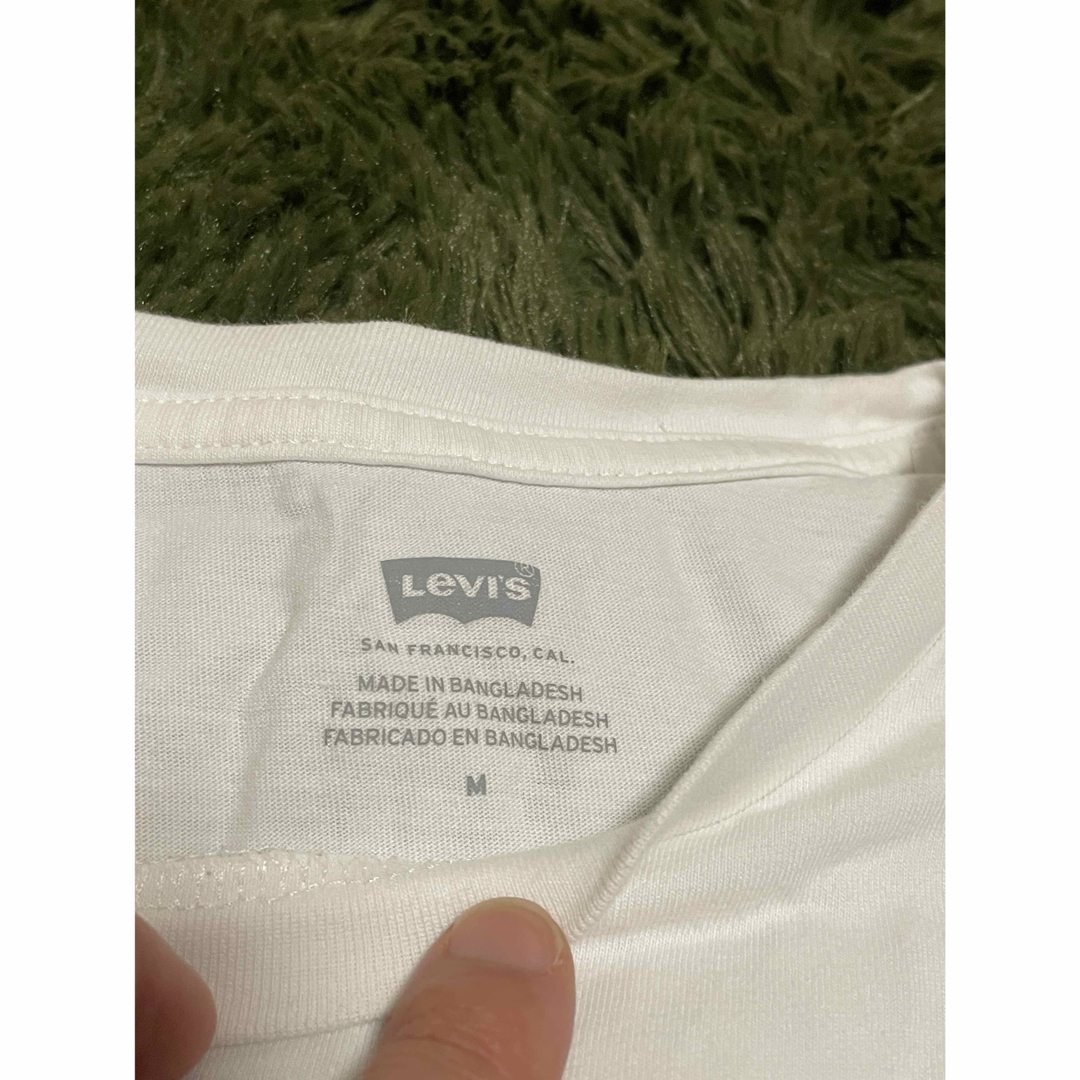 Levi's®
SAN FRANCISCO, CAL.
MADE IN BANGLADESH
FABRIQUÉ AU BANGLADESH
FABRICADO EN BANGLADESH
M